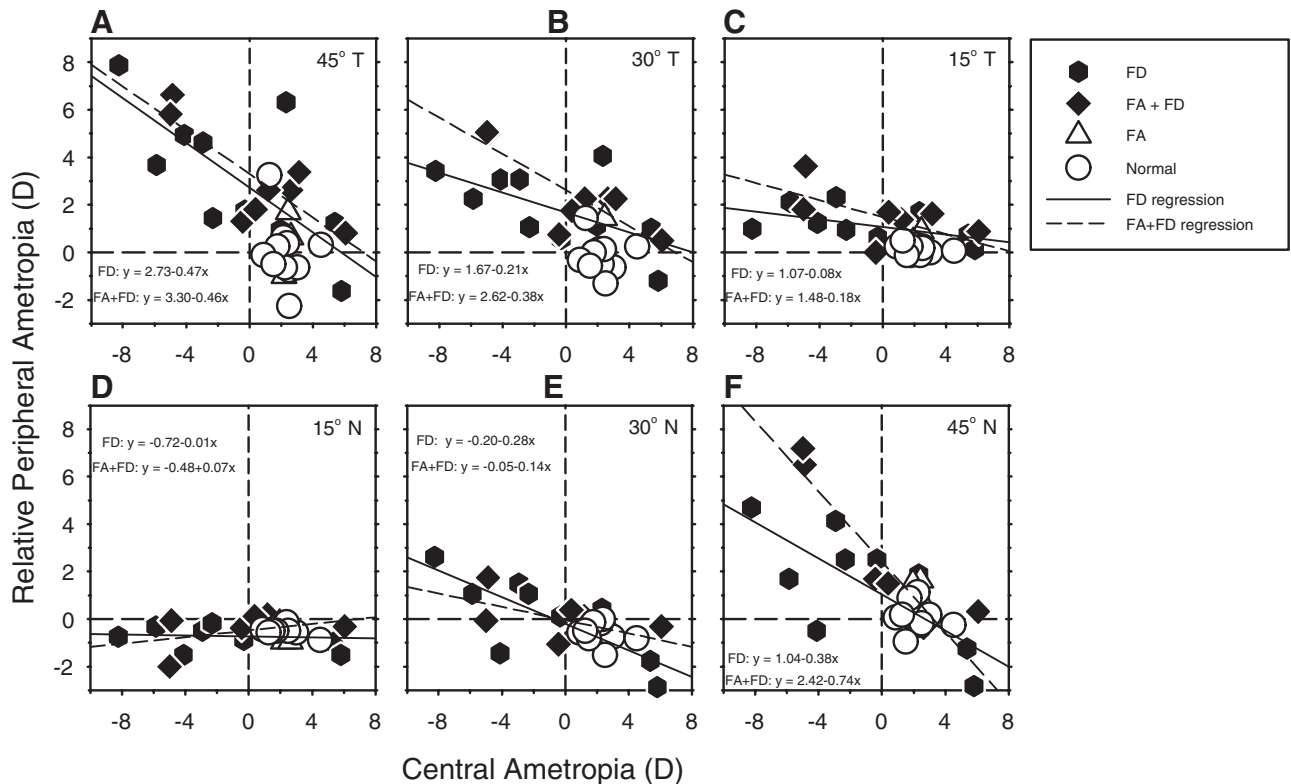 A
B
C
45° T
30° T
15° T
FD
FA + FD
FA
Normal
FD regression
FA+FD regression
8
6
4
2
0
-2
FD: y = 2.73-0.47x
FA+FD: y = 3.30-0.46x
FD: y = 1.67-0.21x
FA+FD: y = 2.62-0.38x
FD: y = 1.07-0.08x
FA+FD: y = 1.48-0.18x
-8 -4 0 4 8
-8 -4 0 4 8
-8 -4 0 4 8
Relative Peripheral Ametropia (D)
D
E
F
15° N
30° N
45° N
8
6
4
2
0
-2
FD: y = -0.72-0.01x
FA+FD: y = -0.48+0.07x
FD: y = -0.20-0.28x
FA+FD: y = -0.05-0.14x
FD: y = 1.04-0.38x
FA+FD: y = 2.42-0.74x
-8 -4 0 4 8
-8 -4 0 4 8
-8 -4 0 4 8
Central Ametropia (D)